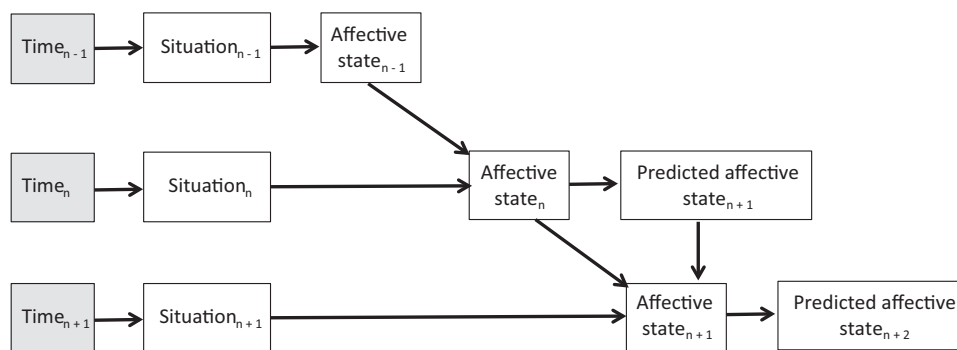 Time n - 1
Situation n - 1
Affective
state n - 1
Time n
Situation n
Affective
state n
Predicted affective
state n + 1
Time n + 1
Situation n + 1
Affective
state n + 1
Predicted affective
state n + 2